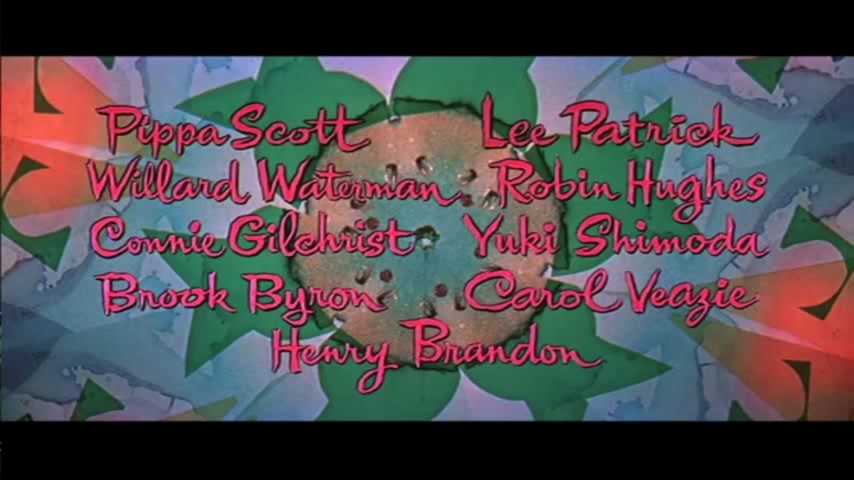 Pippa Scott Lee Patrick
Willard Waterman Robin Hughes
Connie Gilchrist Yuki Shimoda
Brook Byron Carol Veazie
Henry Brandon